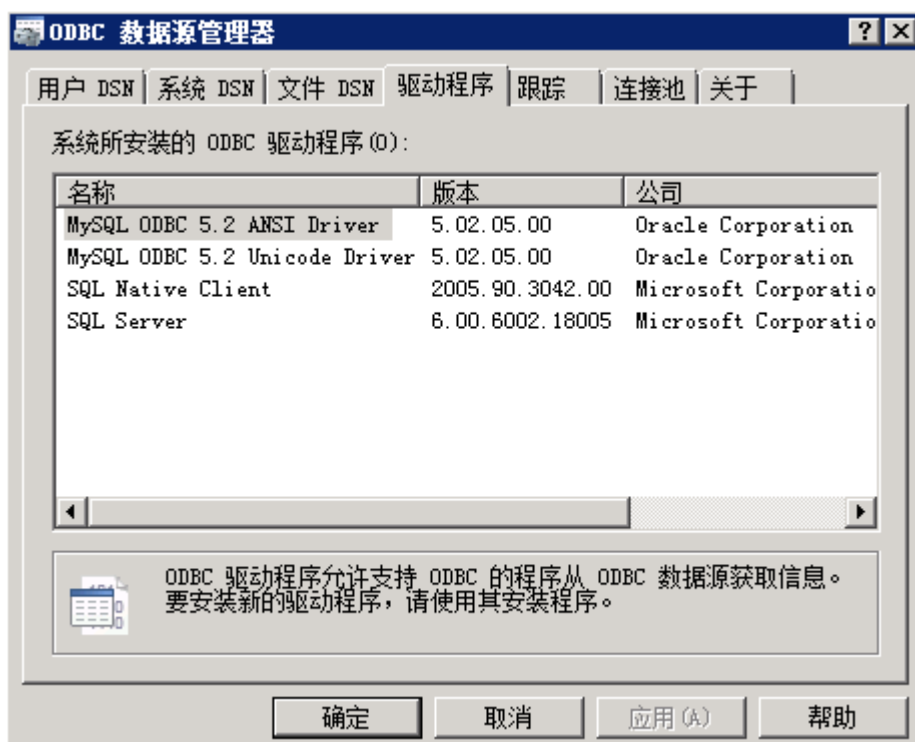 ODBC 数据源管理器
用户 DSN 系统 DSN 文件 DSN 驱动程序 跟踪 连接池 关于
系统所安装的 ODBC 驱动程序(O):
名称 版本 公司
MySQL ODBC 5.2 ANSI Driver 5.02.05.00 Oracle Corporation
MySQL ODBC 5.2 Unicode Driver 5.02.05.00 Oracle Corporation
SQL Native Client 2005.90.3042.00 Microsoft Corporatio
SQL Server 6.00.6002.18005 Microsoft Corporatio
ODBC 驱动程序允许支持 ODBC 的程序从 ODBC 数据源获取信息。
要安装新的驱动程序，请使用其安装程序。
确定 取消 应用(A) 帮助